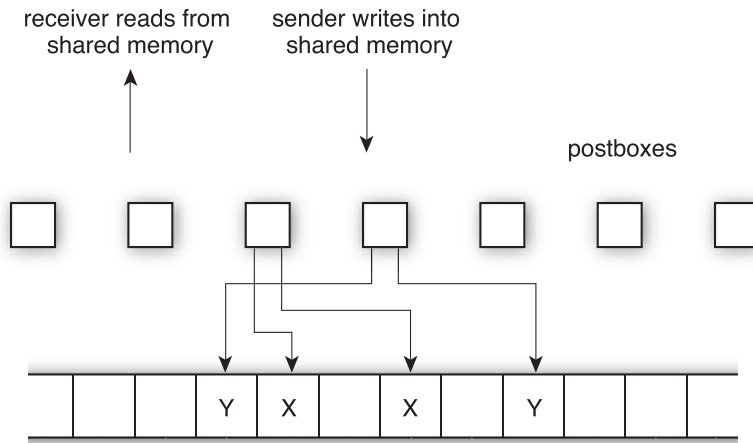 receiver reads from
shared memory
sender writes into
shared memory
postboxes
Y
X
X
Y